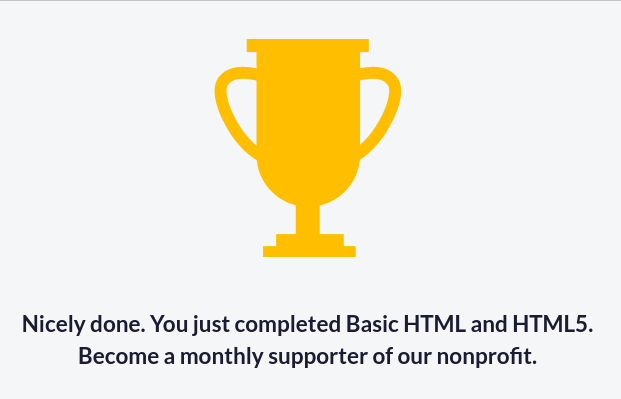 Nicely done. You just completed Basic HTML and HTML5.
Become a monthly supporter of our nonprofit.